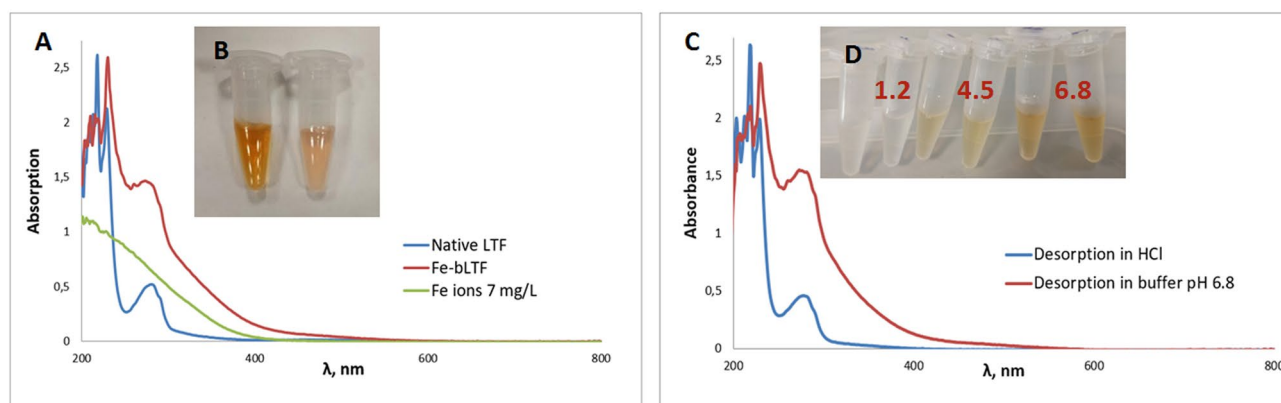 A
B
2,5
2
1,5
1
0,5
0
200
400
600
800
Absorption
λ, nm
Native LTF
Fe-bLTF
Fe ions 7 mg/L
C
D
1.2
4.5
6.8
2,5
2
1,5
1
0,5
0
200
400
600
800
Absorbance
λ, nm
Desorption in HCl
Desorption in buffer pH 6.8